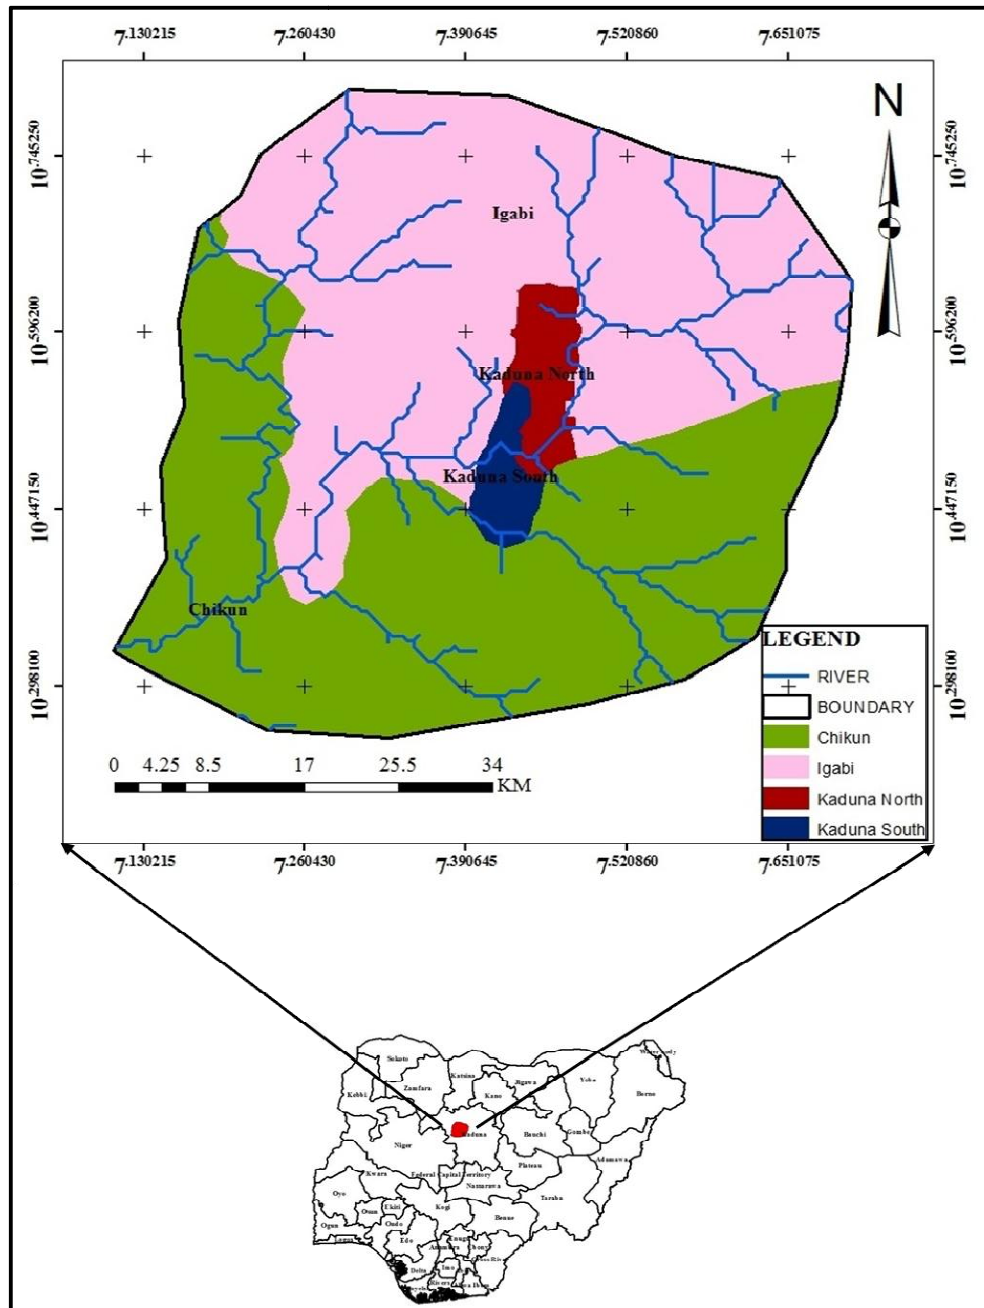 7.130215 7.260430 7.390645 7.520860 7.651075
N
10.745250 10.745250
Igabi
10.596200 10.596200
Kaduna North
Kaduna South
10.447150 10.447150
Chikun
LEGEND
RIVER
BOUNDARY
Chikun
Igabi
Kaduna North
Kaduna South
10.298100 10.298100
0 4.25 8.5 17 25.5 34
KM
7.130215 7.260430 7.390645 7.520860 7.651075
Sokoto
Katsina
Jigawa
Yobe
Zamfara
Kano
Kebbi
Borno
Kaduna
Bauchi
Gombe
Niger
Adamawa
Plateau
Kwara
Federal Capital Territory
Nassarawa
Oyo
Taraba
Ekiti
Kogi
Osun
Benue
Ogun
Ondo
Edo
Delta
Imo